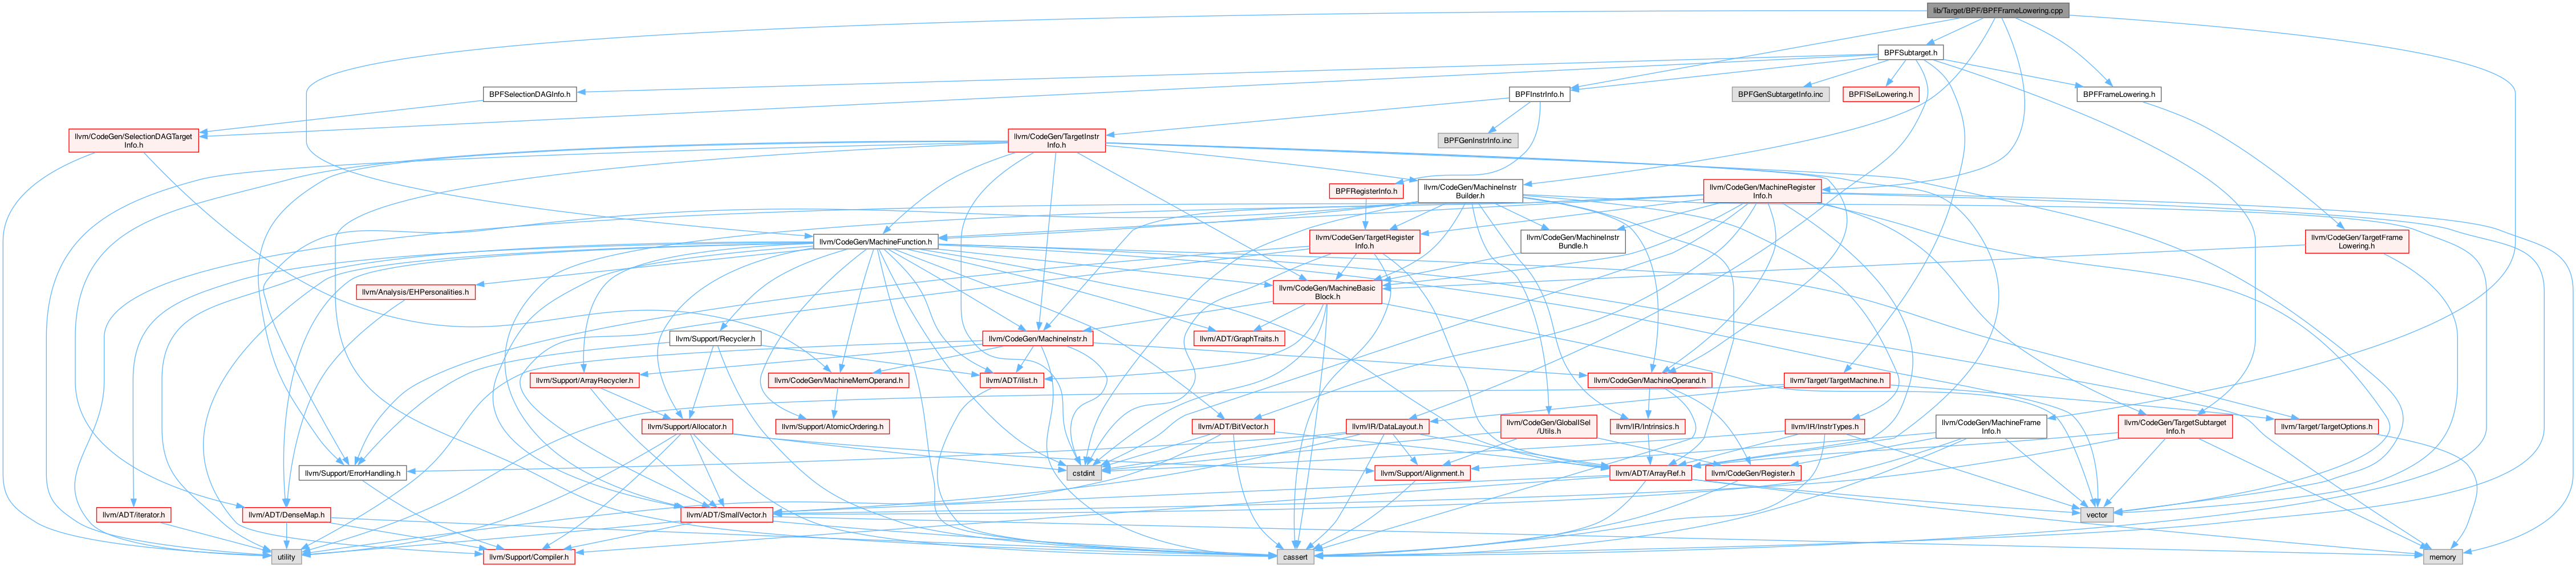 lib/Target/BPF/BPFFrameLowering.cpp
BPFSubtarget.h
BPFSelectionDAGInfo.h
BPFInstrInfo.h
BPFGenSubtargetInfo.inc
BPFISelLowering.h
BPFFrameLowering.h
llvm/CodeGen/SelectionDAGTarget
Info.h
llvm/CodeGen/TargetInstr
Info.h
BPFGenInstrInfo.inc
BPFRegisterInfo.h
llvm/CodeGen/MachineInstr
Builder.h
llvm/CodeGen/MachineRegister
Info.h
llvm/CodeGen/MachineFunction.h
llvm/CodeGen/TargetRegister
Info.h
llvm/CodeGen/MachineInstr
Bundle.h
llvm/CodeGen/TargetFrame
Lowering.h
llvm/Analysis/EHPersonalities.h
llvm/CodeGen/MachineBasic
Block.h
llvm/Support/Recycler.h
llvm/CodeGen/MachineInstr.h
llvm/ADT/GraphTraits.h
llvm/Support/ArrayRecycler.h
llvm/CodeGen/MachineMemOperand.h
llvm/ADT/ilist.h
llvm/CodeGen/MachineOperand.h
llvm/Target/TargetMachine.h
llvm/Support/Allocator.h
llvm/Support/AtomicOrdering.h
llvm/ADT/BitVector.h
llvm/IR/DataLayout.h
llvm/CodeGen/GlobalISel
/Utils.h
llvm/IR/Intrinsics.h
llvm/IR/InstrTypes.h
llvm/CodeGen/MachineFrame
Info.h
llvm/CodeGen/TargetSubtarget
Info.h
llvm/Target/TargetOptions.h
llvm/Support/ErrorHandling.h
cstdint
llvm/Support/Alignment.h
llvm/ADT/ArrayRef.h
llvm/CodeGen/Register.h
llvm/ADT/iterator.h
llvm/ADT/DenseMap.h
llvm/ADT/SmallVector.h
vector
utility
llvm/Support/Compiler.h
cassert
memory